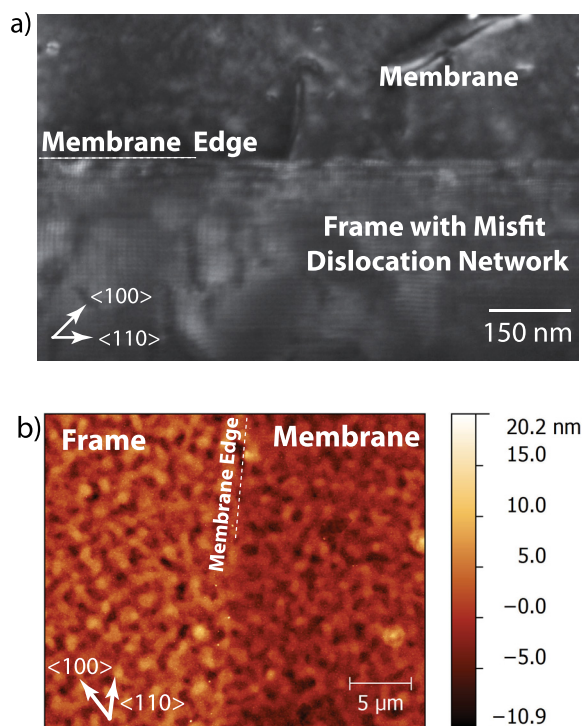 a)
Membrane
Membrane Edge
Frame with Misfit
Dislocation Network
<100>
<110>
150 nm
b)
Frame
Membrane
Membrane Edge
<100>
<110>
5 µm
20.2 nm
15.0
10.0
5.0
−0.0
−5.0
−10.9